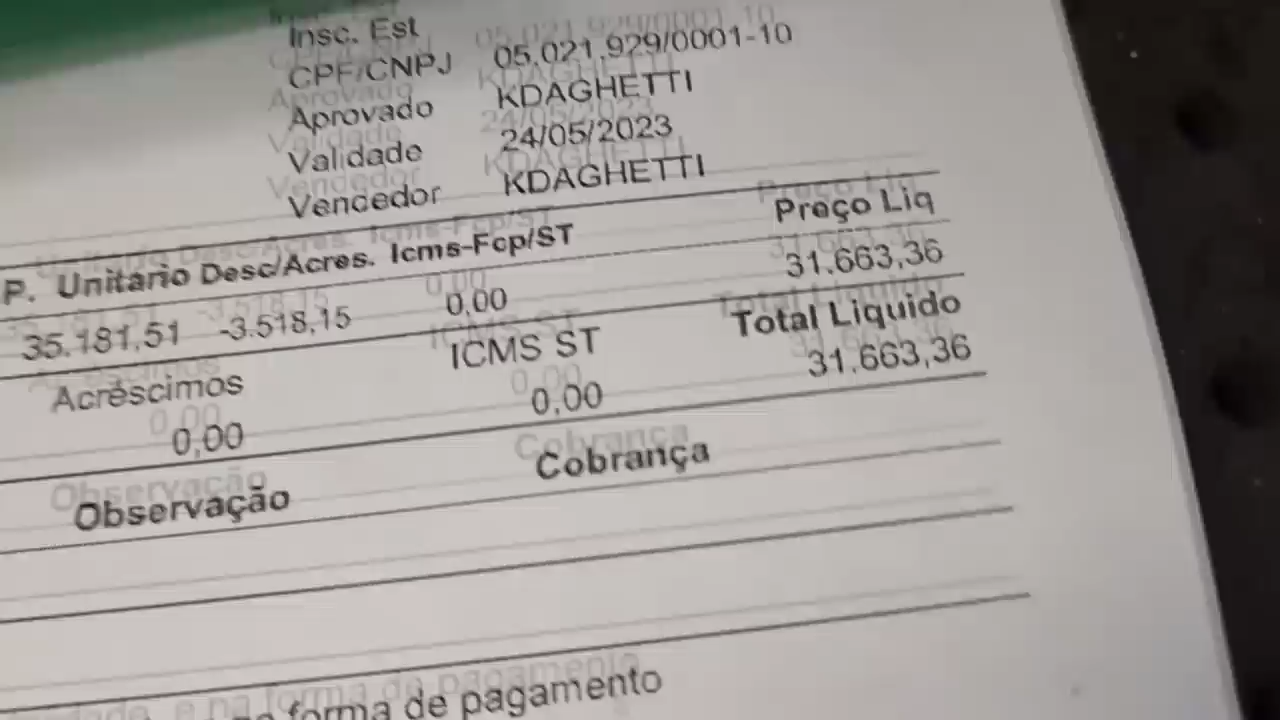 Insc. Est
CPF/CNPJ 05.021.929/0001-10
Aprovado KDAGHETTI
Validade 24/05/2023
Vendedor KDAGHETTI
P. Unitario Desc/Acres. Icms-Fcp/ST Preço Liq
35.181,51 -3.518,15 0,00 31.663,36
Acréscimos ICMS ST Total Liquido
0,00 0,00 31.663,36
Observação Cobrança
forma de pagamento